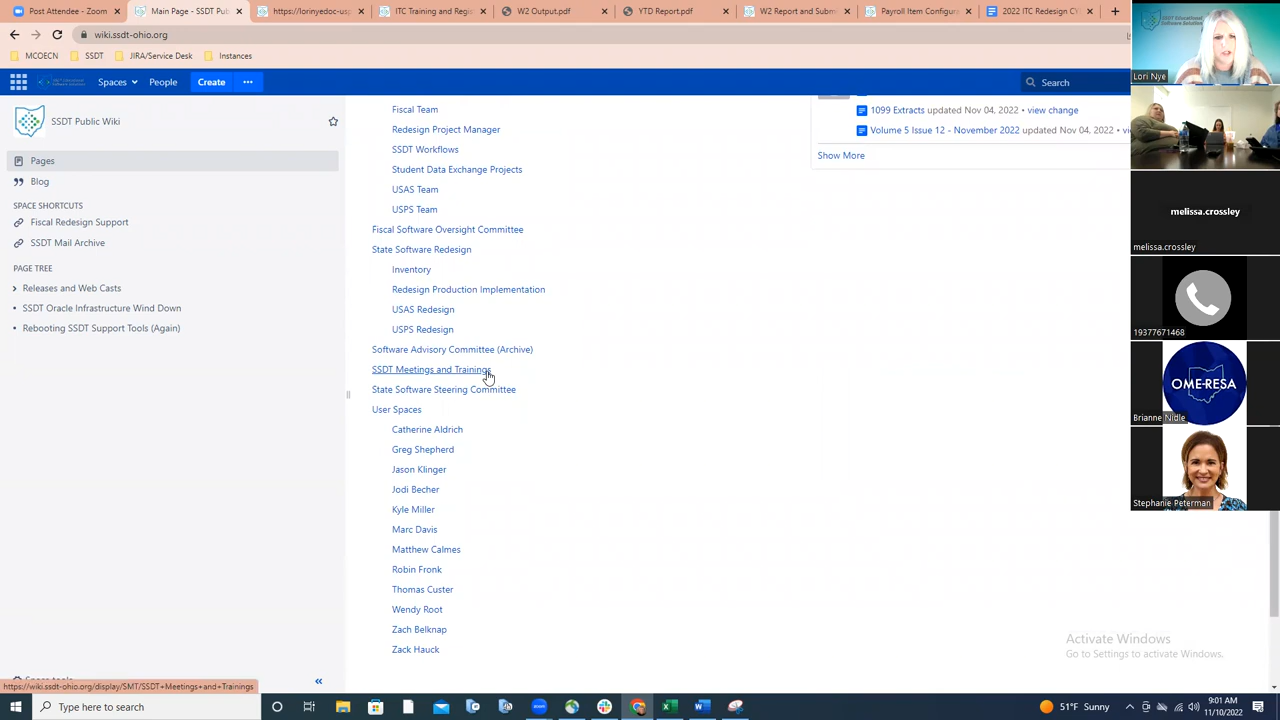 Post Attendee - Zoom
Main Page - SSDT Public
https://lorinyedoc-usp
ITC Training and Re
W2 Output.pdf
YTD Report.pdf
W2 Report and Subm
Payroll Item Configure
2022 ITC Redesign CY
wiki.ssdt-ohio.org
MCOECN
SSDT
JIRA/Service Desk
Instances
Spaces
People
Create
Search
SSDT Public Wiki
Pages
Blog
SPACE SHORTCUTS
Fiscal Redesign Support
SSDT Mail Archive
PAGE TREE
Releases and Web Casts
SSDT Oracle Infrastructure Wind Down
Rebooting SSDT Support Tools (Again)
Fiscal Team
Redesign Project Manager
SSDT Workflows
Student Data Exchange Projects
USAS Team
USPS Team
Fiscal Software Oversight Committee
State Software Redesign
Inventory
Redesign Production Implementation
USAS Redesign
USPS Redesign
Software Advisory Committee (Archive)
SSDT Meetings and Trainings
State Software Steering Committee
User Spaces
Catherine Aldrich
Greg Shepherd
Jason Klinger
Jodi Becher
Kyle Miller
Marc Davis
Matthew Calmes
Robin Fronk
Thomas Custer
Wendy Root
Zach Belknap
Zack Hauck
1099 Extracts updated Nov 04, 2022 • view change
Volume 5 Issue 12 - November 2022 updated Nov 04, 2022 •
Show More
Lori Nye
melissa.crossley
melissa.crossley
19377671468
OME-RESA
Brianne Nidle
Stephanie Peterman
Activate Windows
Go to Settings to activate Windows.
https://wiki.ssdt-ohio.org/display/SMT/SSDT+Meetings+and+Trainings
Type here to search
51°F Sunny
9:01 AM
11/10/2022